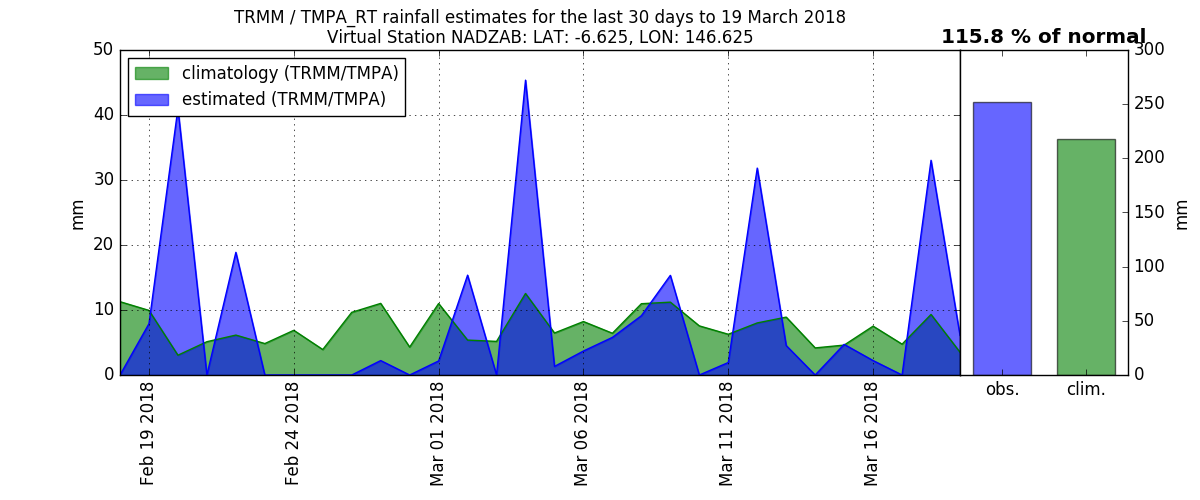 TRMM / TMPA_RT rainfall estimates for the last 30 days to 19 March 2018
Virtual Station NADZAB: LAT: -6.625, LON: 146.625
115.8 % of normal
climatology (TRMM/TMPA)
estimated (TRMM/TMPA)
50
40
30
20
10
0
mm
Feb 19 2018
Feb 24 2018
Mar 01 2018
Mar 06 2018
Mar 11 2018
Mar 16 2018
obs.
clim.
300
250
200
150
100
50
0
mm